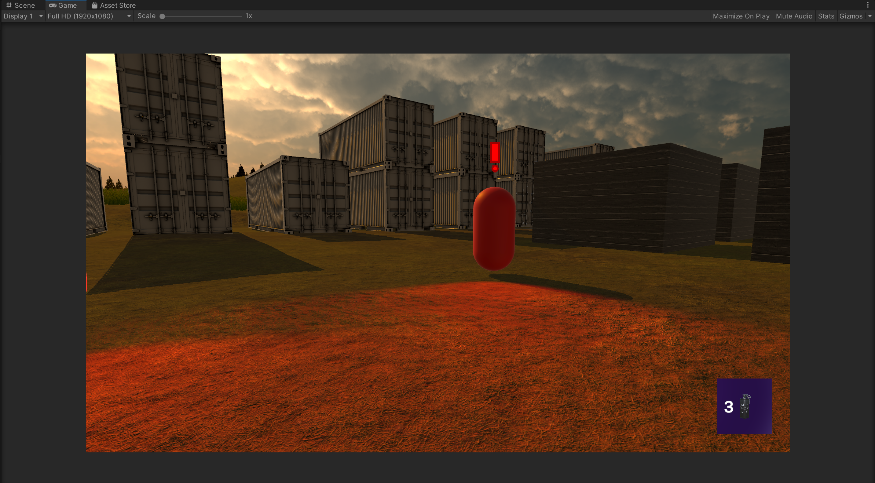 Scene Game Asset Store
Display 1 Full HD (1920x1080) Scale 1x Maximize On Play Mute Audio Stats Gizmos
!
3